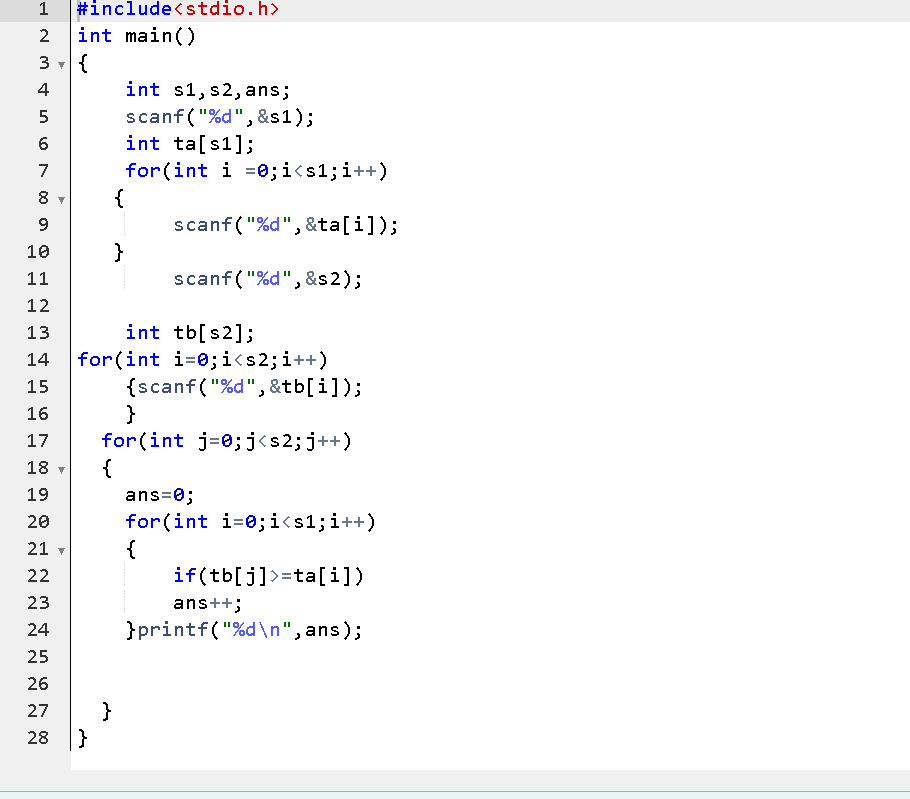 1 #include<stdio.h>
2 int main()
3 {
4     int s1,s2,ans;
5     scanf("%d",&s1);
6     int ta[s1];
7     for(int i =0;i<s1;i++)
8    {
9         scanf("%d",&ta[i]);
10    }
11         scanf("%d",&s2);
12
13     int tb[s2];
14 for(int i=0;i<s2;i++)
15     {scanf("%d",&tb[i]);
16     }
17   for(int j=0;j<s2;j++)
18   {
19     ans=0;
20     for(int i=0;i<s1;i++)
21     {
22         if(tb[j]>=ta[i])
23         ans++;
24     }printf("%d\n",ans);
25
26
27   }
28 }